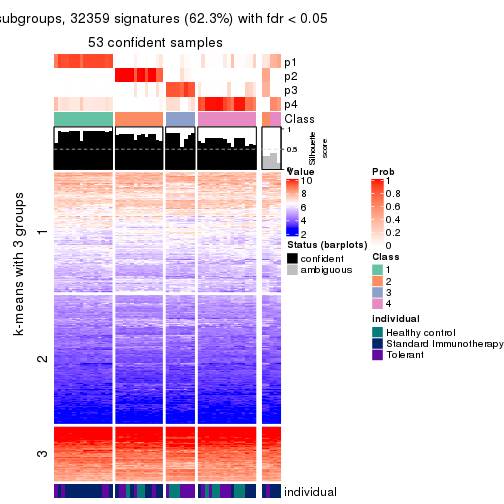 subgroups, 32359 signatures (62.3%) with fdr < 0.05
53 confident samples
p1
p2
p3
p4
Class
1
0.5
0
Silhouette
score
k-means with 3 groups
1
2
3
individual
Value
10
8
6
4
2
Status (barplots)
confident
ambiguous
Prob
1
0.8
0.6
0.4
0.2
0
Class
1
2
3
4
individual
Healthy control
Standard Immunotherapy
Tolerant